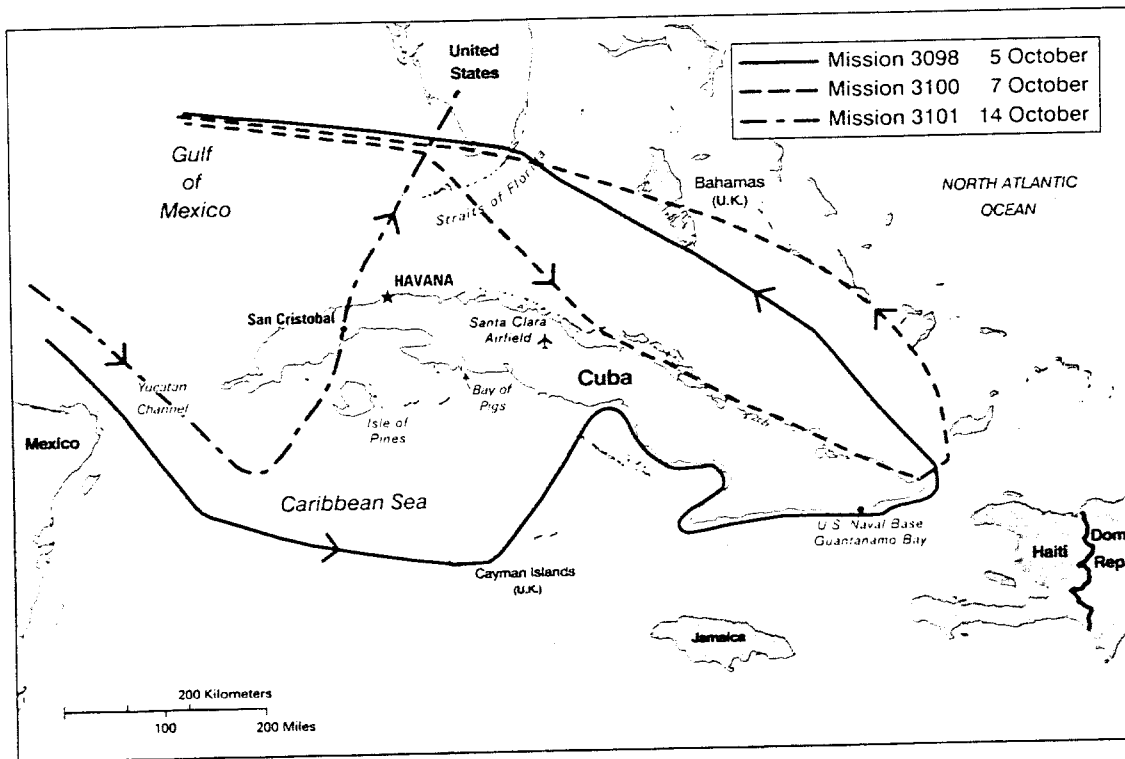 United
States
Mission 3098 5 October
Mission 3100 7 October
Mission 3101 14 October
Gulf
of
Mexico
Straits of Florida
Bahamas
(U.K.)
NORTH ATLANTIC
OCEAN
HAVANA
San Cristobal
Santa Clara
Airfield
Cuba
Yucatan
Channel
Bay of
Pigs
Isle of
Pines
Mexico
Caribbean Sea
U.S. Naval Base
Guantanamo Bay
Haiti
Dom
Rep
Cayman Islands
(U.K.)
Jamaica
200 Kilometers
100
200 Miles